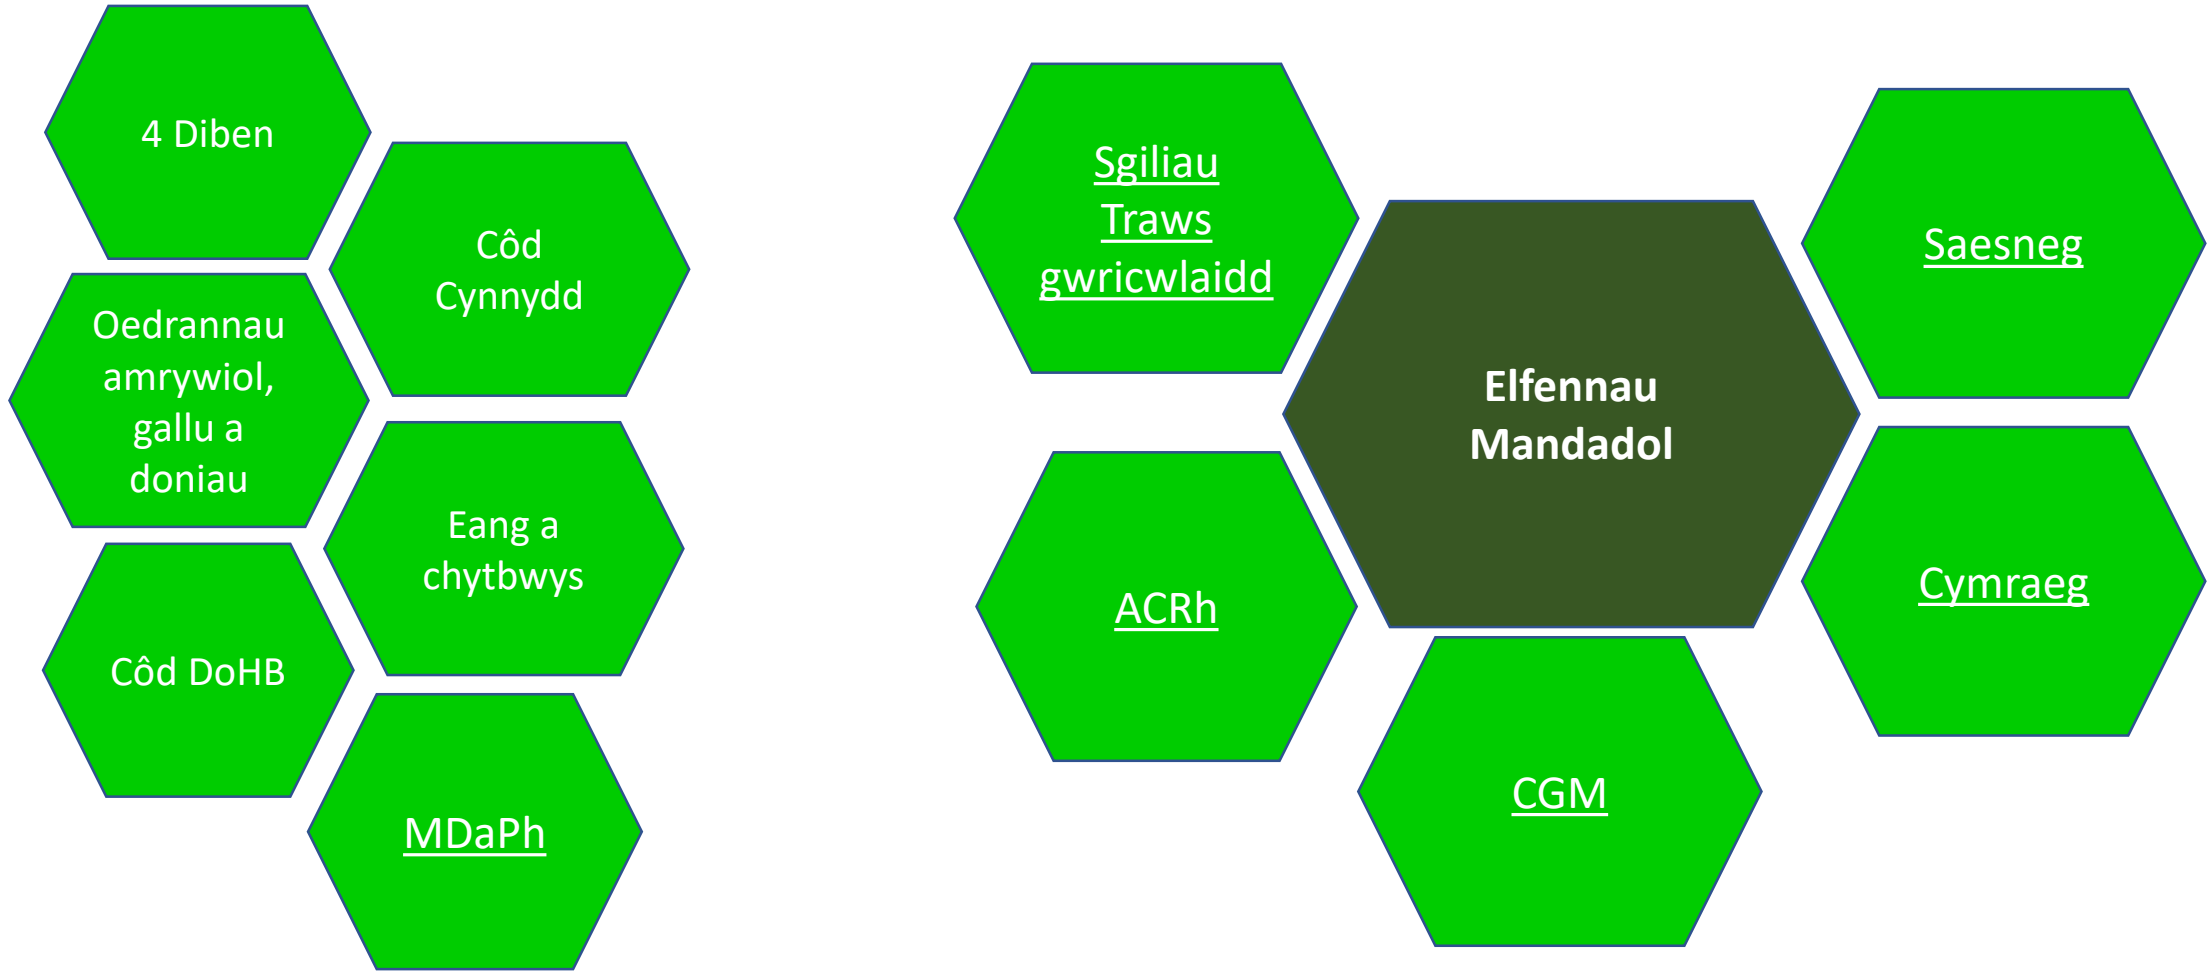 4 Diben
Côd
Cynnydd
Oedrannau
amrywiol,
gallu a
doniau
Eang a
chytbwys
Côd DoHB
MDaPh
Sgiliau
Traws
gwricwlaidd
Elfennau
Mandadol
Saesneg
ACRh
Cymraeg
CGM